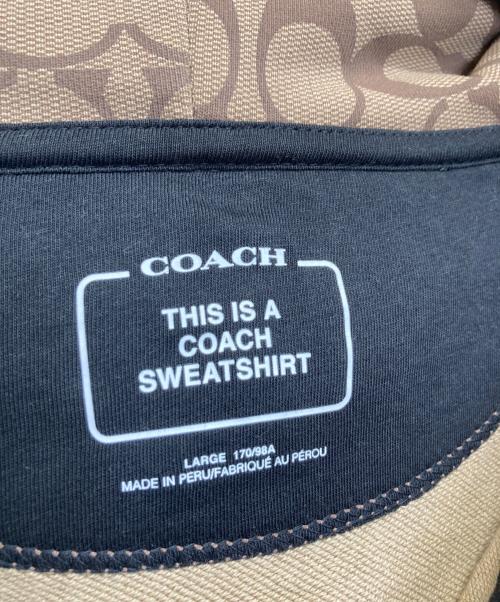 COACH
THIS IS A
COACH
SWEATSHIRT
LARGE 170/98A
MADE IN PERU/FABRIQUÉ AU PÉROU